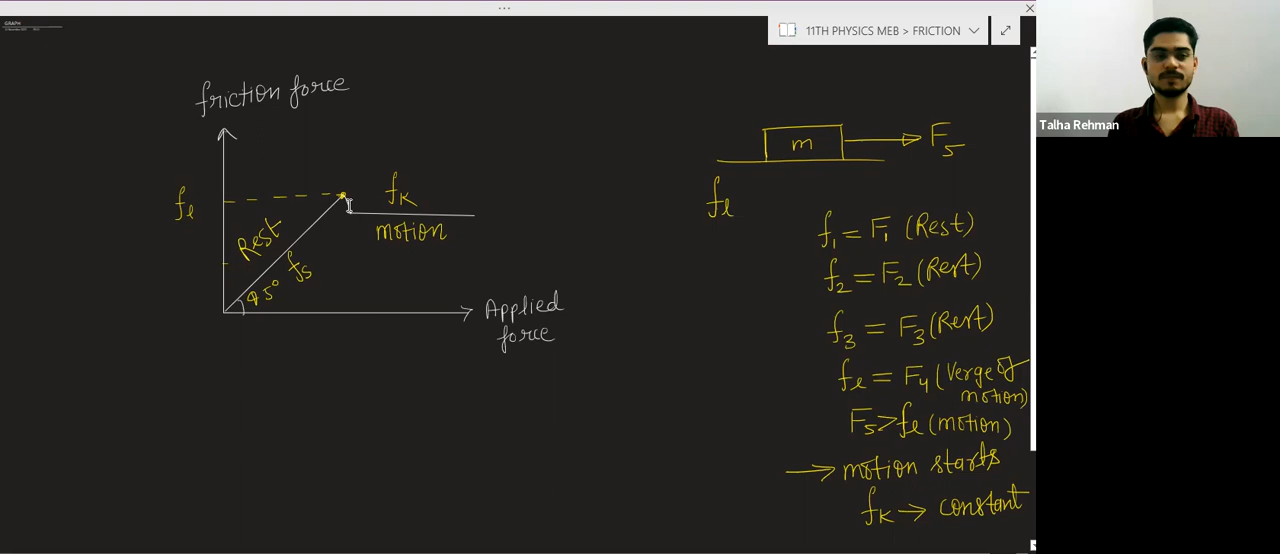 GRAPH
11TH PHYSICS MEB > FRICTION
Talha Rehman
friction force
fℓ
Rest
fs
45°
fK
motion
Applied
force
m
F5
fℓ
f1 = F1 (Rest)
f2 = F2 (Rest)
f3 = F3 (Rest)
fℓ = F4 (Verge of
motion)
F5 > fℓ (motion)
→ motion starts
fK → constant